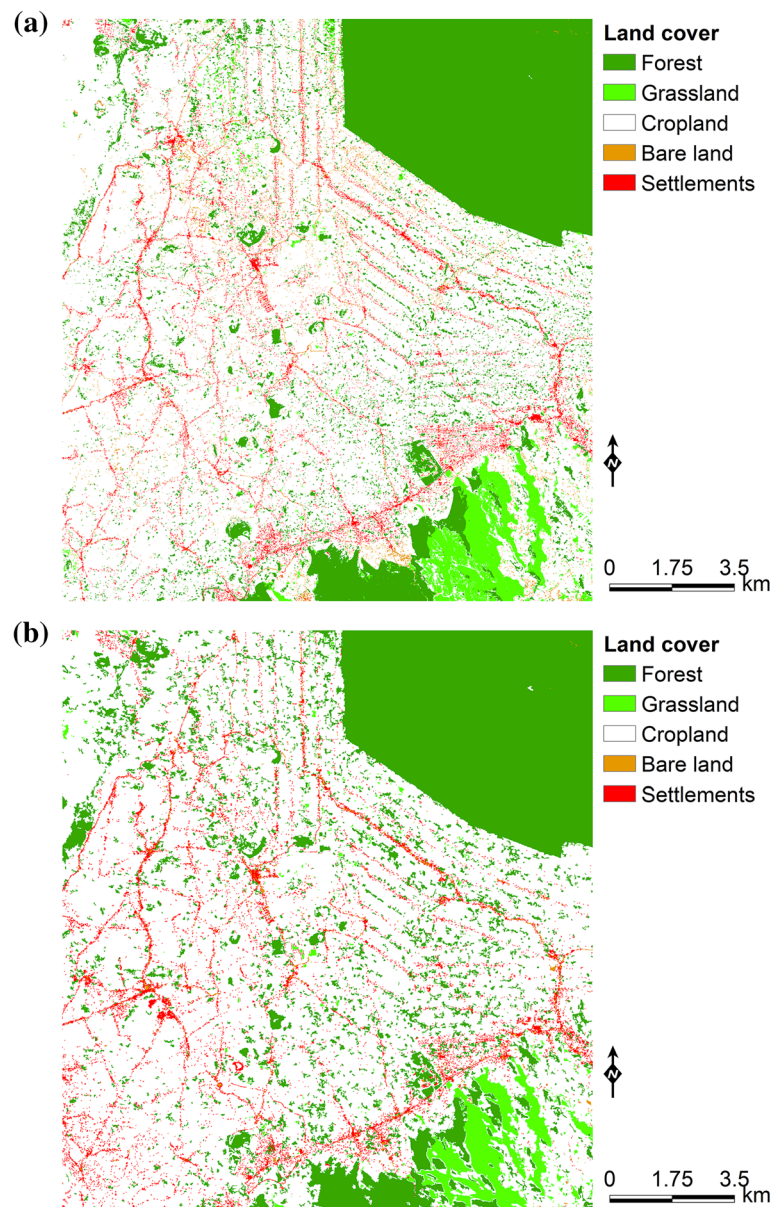 (a)
Land cover
Forest
Grassland
Cropland
Bare land
Settlements
N
0 1.75 3.5
km
(b)
Land cover
Forest
Grassland
Cropland
Bare land
Settlements
N
0 1.75 3.5
km